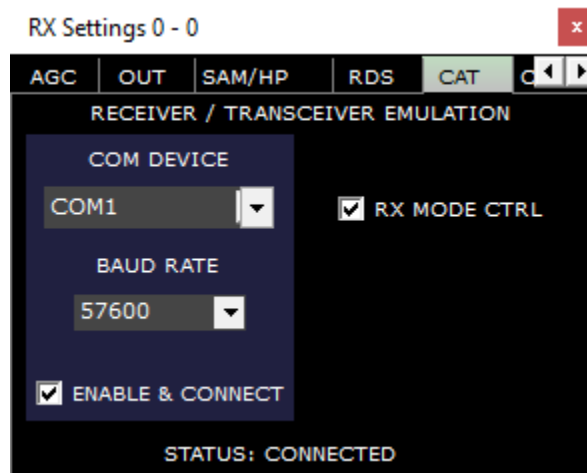 RX Settings 0 - 0 x
AGC OUT SAM/HP RDS CAT
RECEIVER / TRANSCEIVER EMULATION
COM DEVICE
COM1
RX MODE CTRL
BAUD RATE
57600
ENABLE & CONNECT
STATUS: CONNECTED